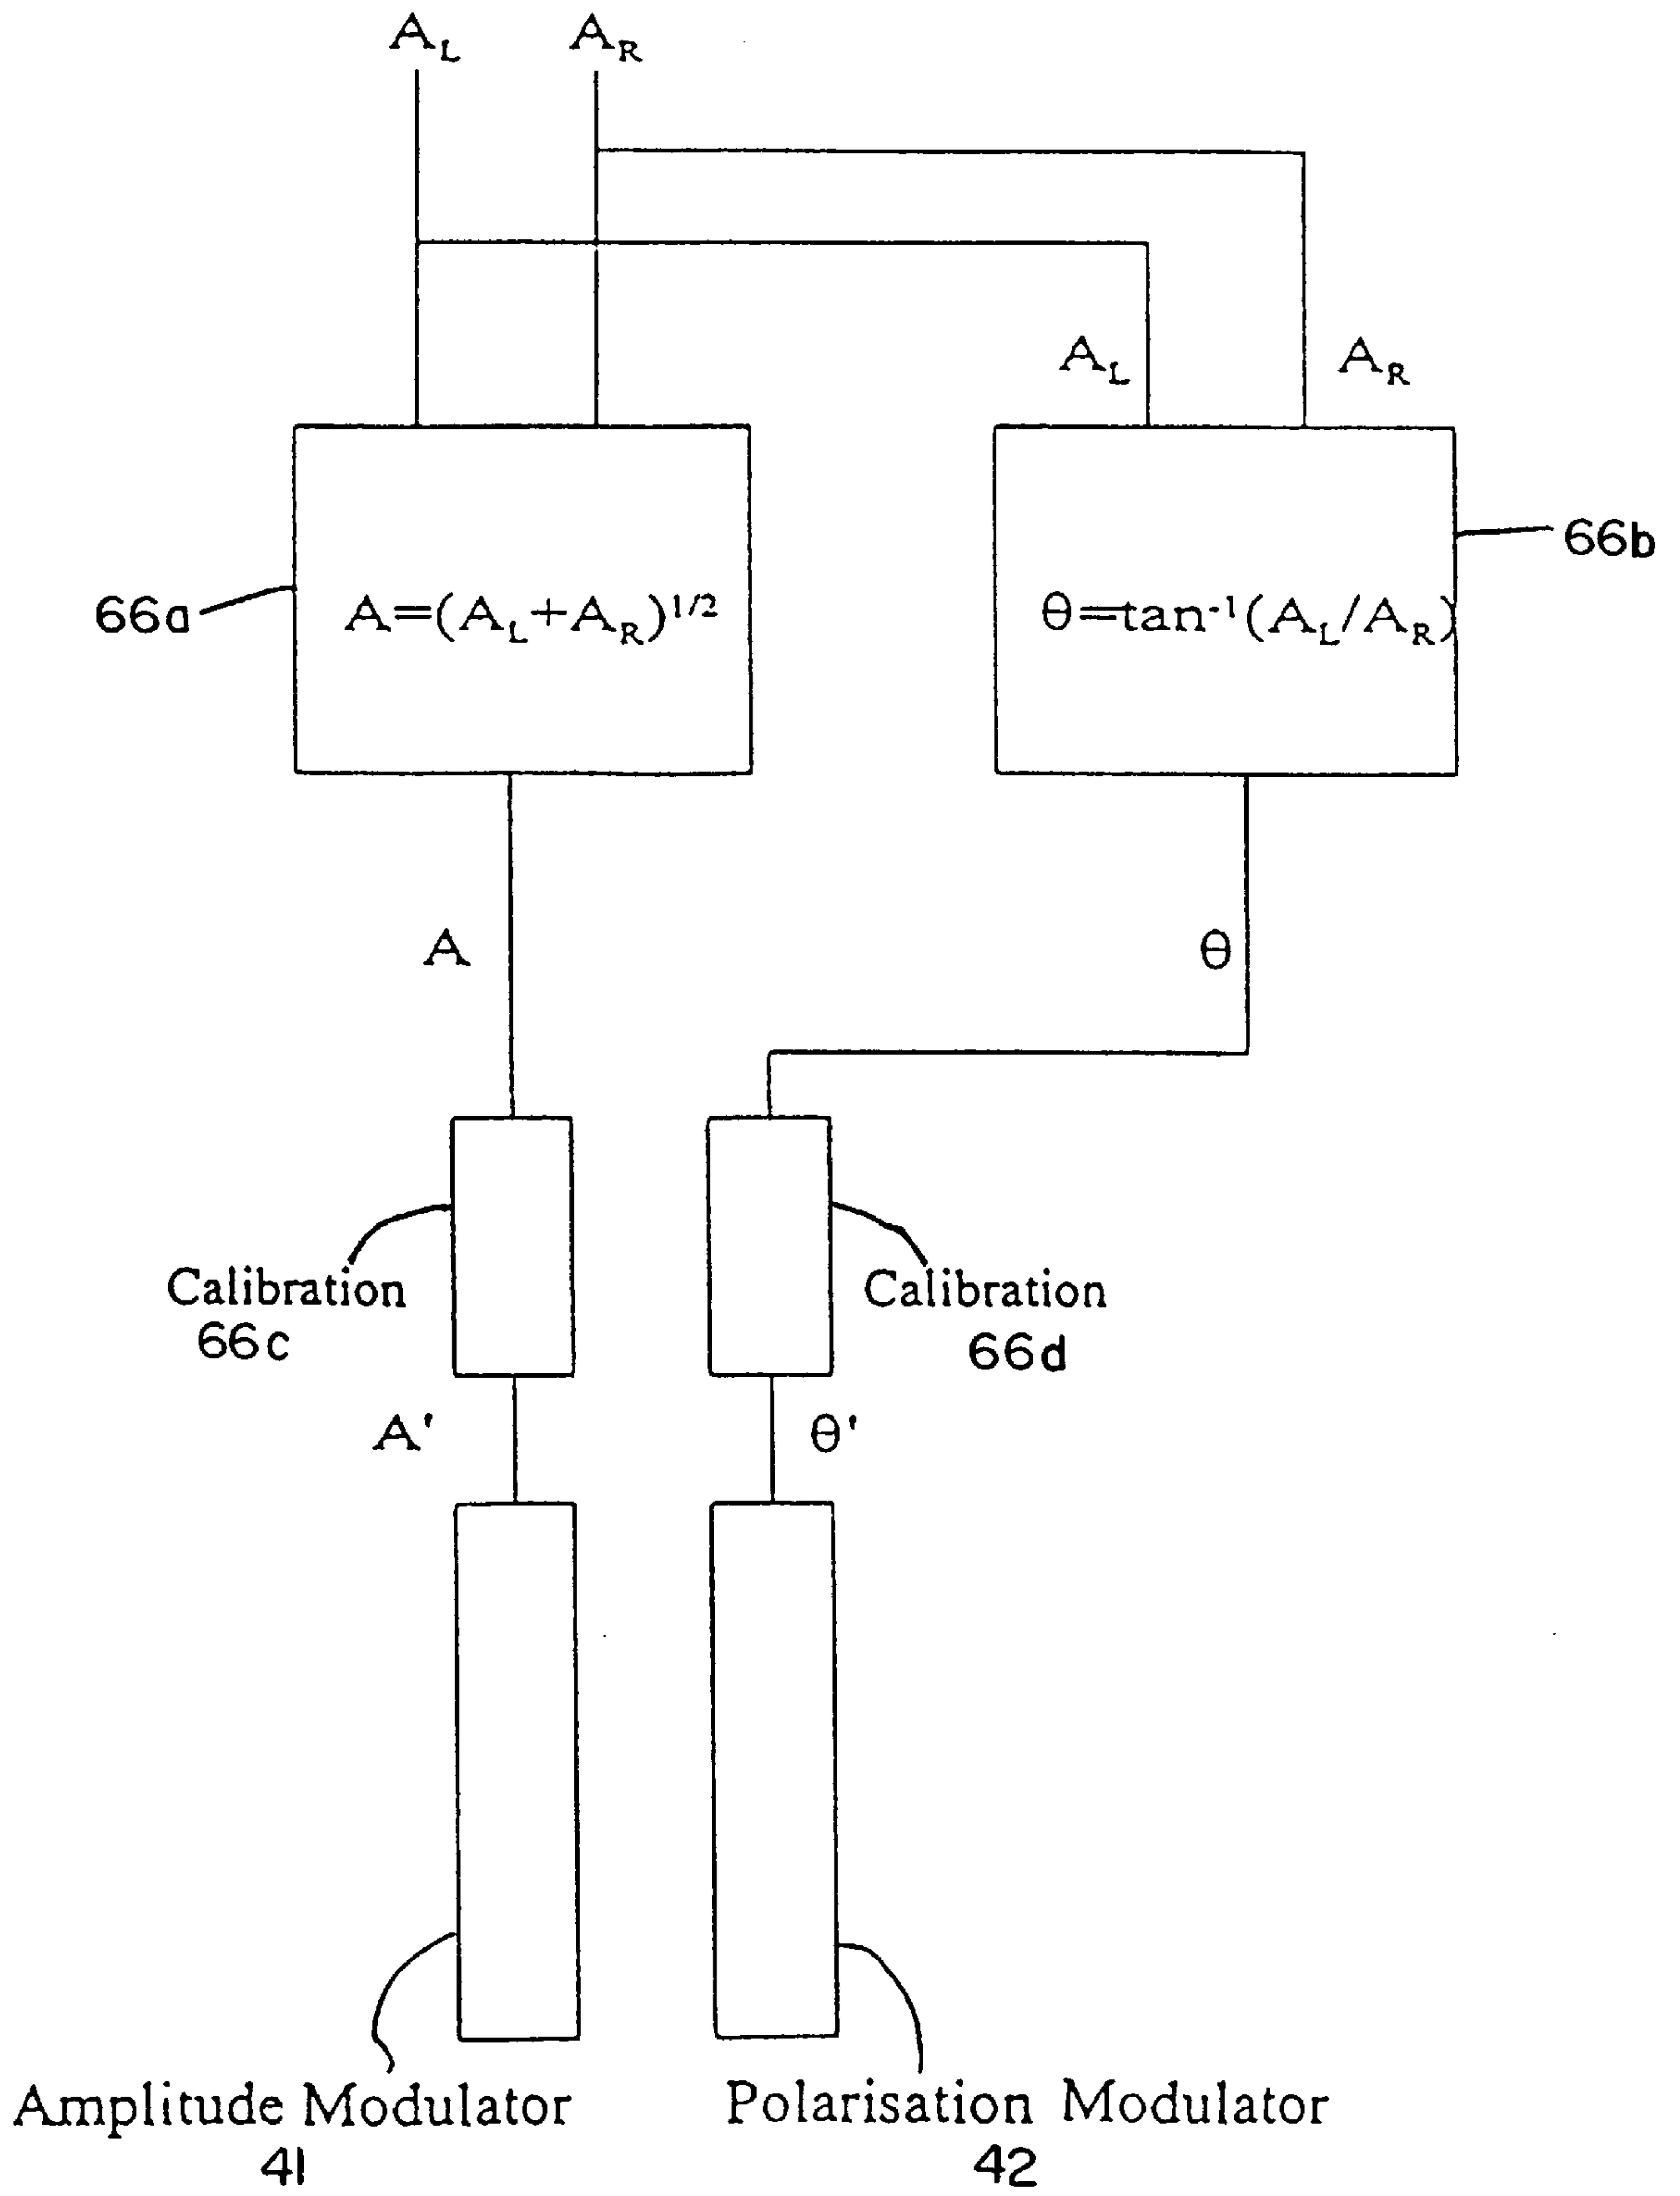 A_L A_R
A_L A_R
66b
66a A=(A_L+A_R)^1/2 θ=tan^-1(A_L/A_R)
A θ
Calibration Calibration
66c 66d
A' θ'
Amplitude Modulator Polarisation Modulator
41 42